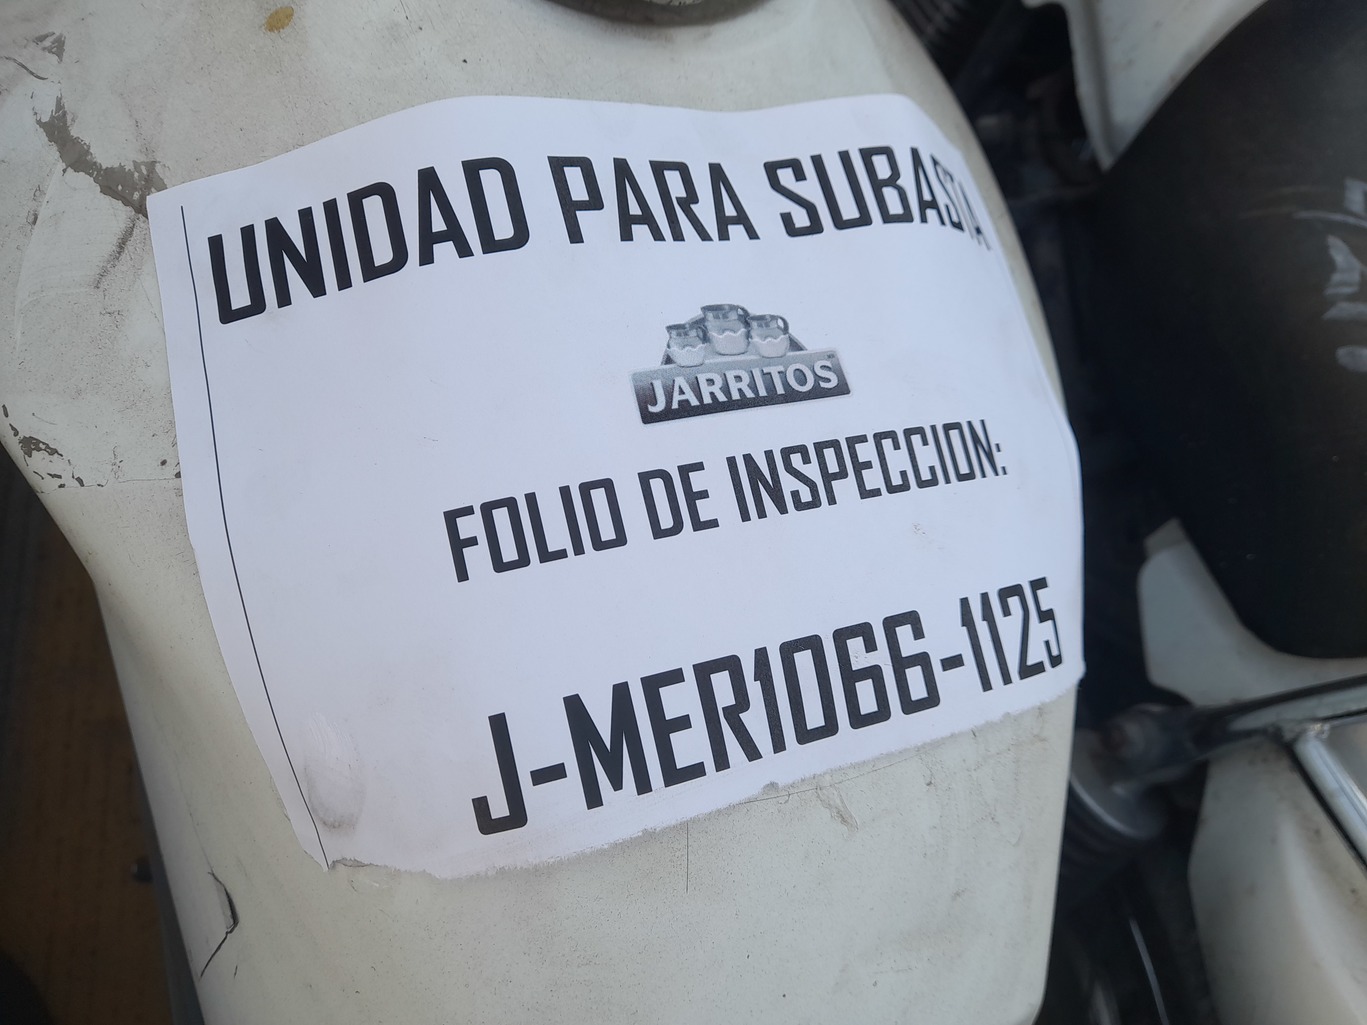 UNIDAD PARA SUBASTA
JARRITOS
FOLIO DE INSPECCION:
J-MER1066-1125